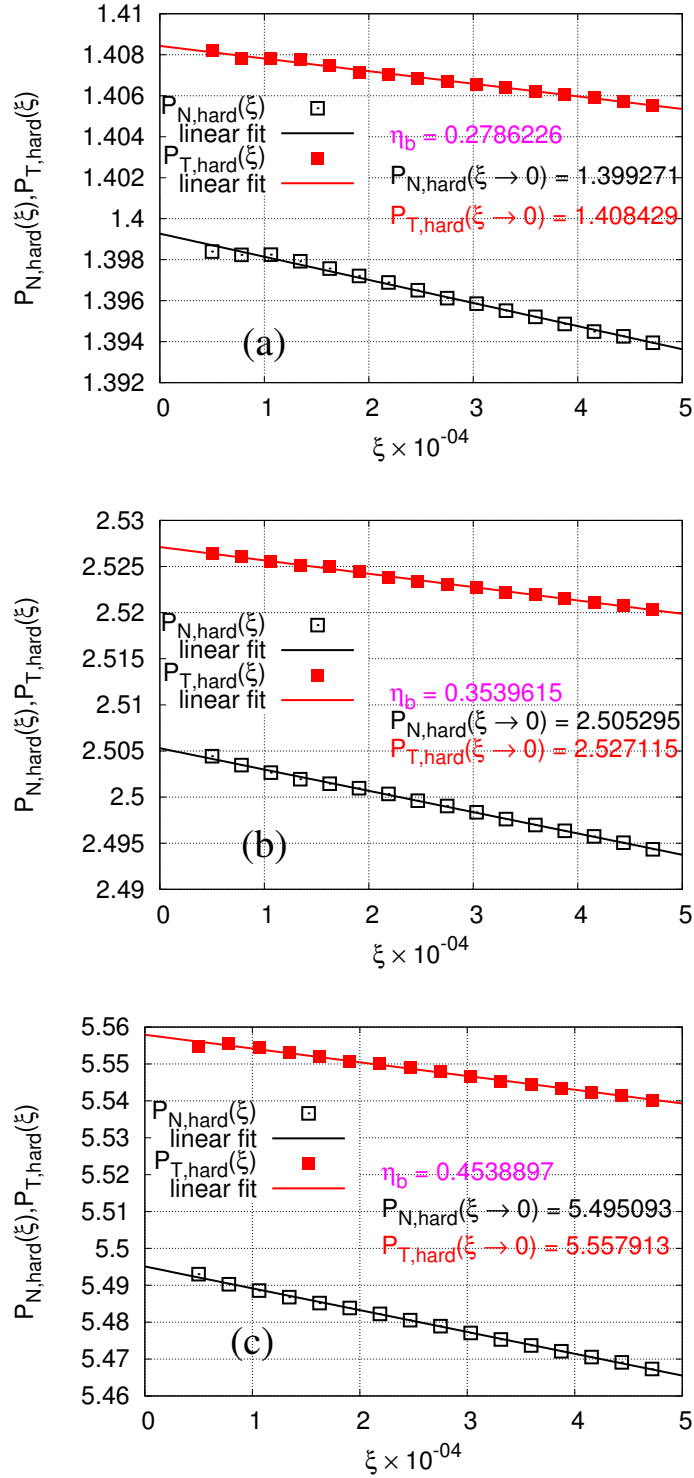 1.408
1.406
1.404
1.402
1.4
1.398
1.396
1.394
1.392
P_N,hard(ξ),P_T,hard(ξ)
P_N,hard(ξ)
linear fit
P_T,hard(ξ)
linear fit
η_b = 0.2786226
P_N,hard(ξ → 0) = 1.399271
P_T,hard(ξ → 0) = 1.408429
(a)
0 1 2 3 4 5
ξ × 10^-04
2.53
2.525
2.52
2.515
2.51
2.505
2.5
2.495
2.49
P_N,hard(ξ),P_T,hard(ξ)
P_N,hard(ξ)
linear fit
P_T,hard(ξ)
linear fit
η_b = 0.3539615
P_N,hard(ξ → 0) = 2.505295
P_T,hard(ξ → 0) = 2.527115
(b)
0 1 2 3 4 5
ξ × 10^-04
5.56
5.55
5.54
5.53
5.52
5.51
5.5
5.49
5.48
5.47
5.46
P_N,hard(ξ),P_T,hard(ξ)
P_N,hard(ξ)
linear fit
P_T,hard(ξ)
linear fit
η_b = 0.4538897
P_N,hard(ξ → 0) = 5.495093
P_T,hard(ξ → 0) = 5.557913
(c)
0 1 2 3 4 5
ξ × 10^-04